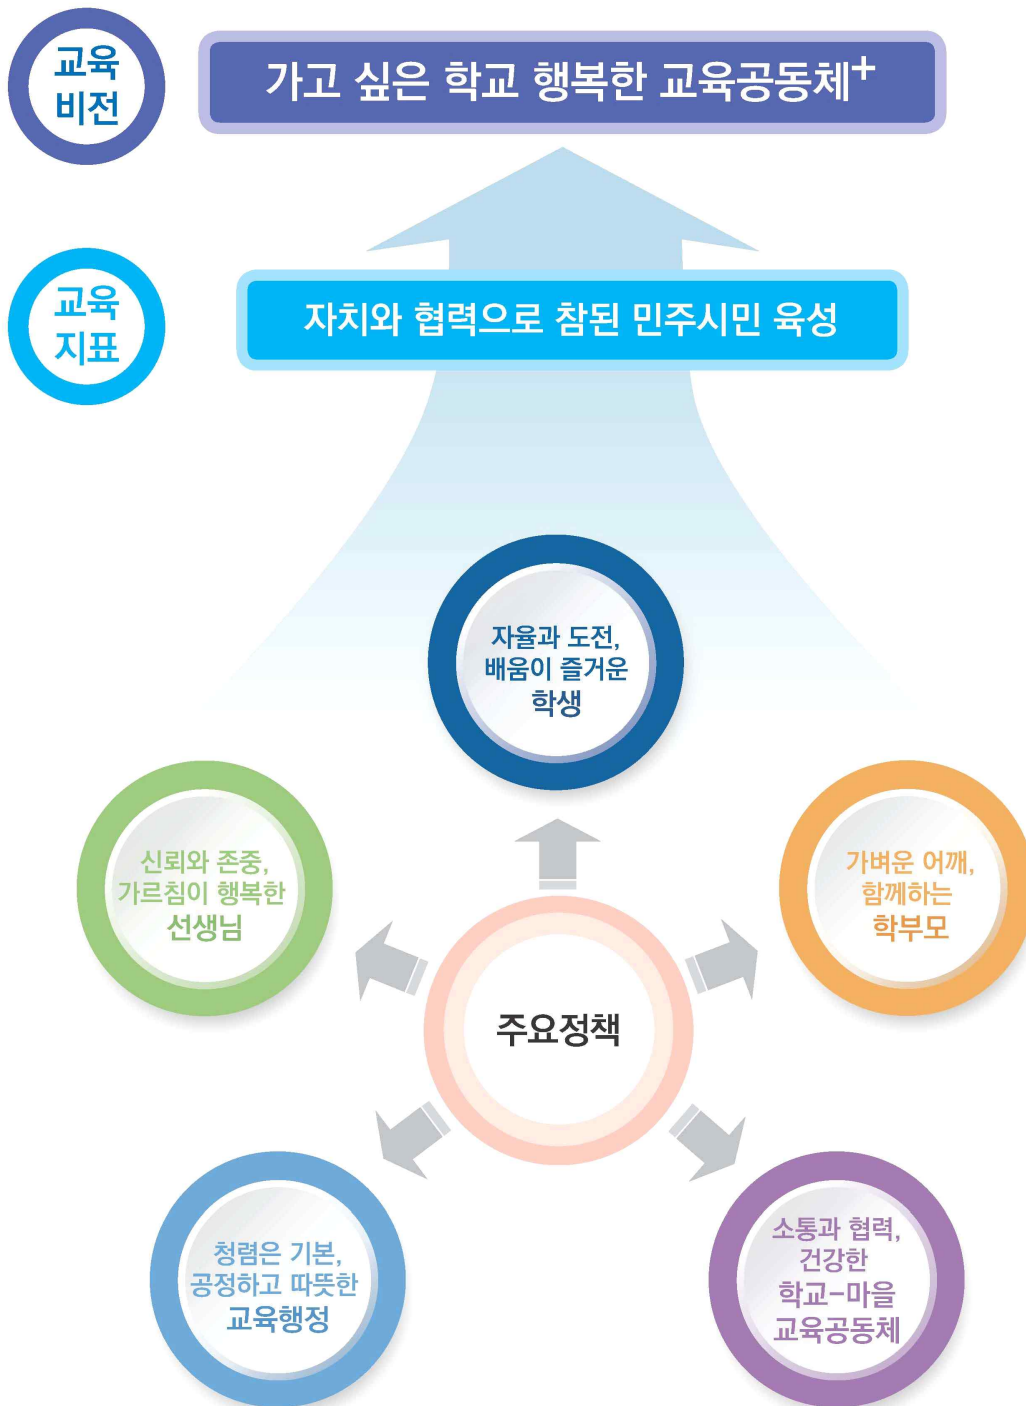 교육
비전
가고 싶은 학교 행복한 교육공동체+
교육
지표
자치와 협력으로 참된 민주시민 육성
자율과 도전,
배움이 즐거운
학생
신뢰와 존중,
가르침이 행복한
선생님
가벼운 어깨,
함께하는
학부모
주요정책
청렴은 기본,
공정하고 따뜻한
교육행정
소통과 협력,
건강한
학교-마을
교육공동체